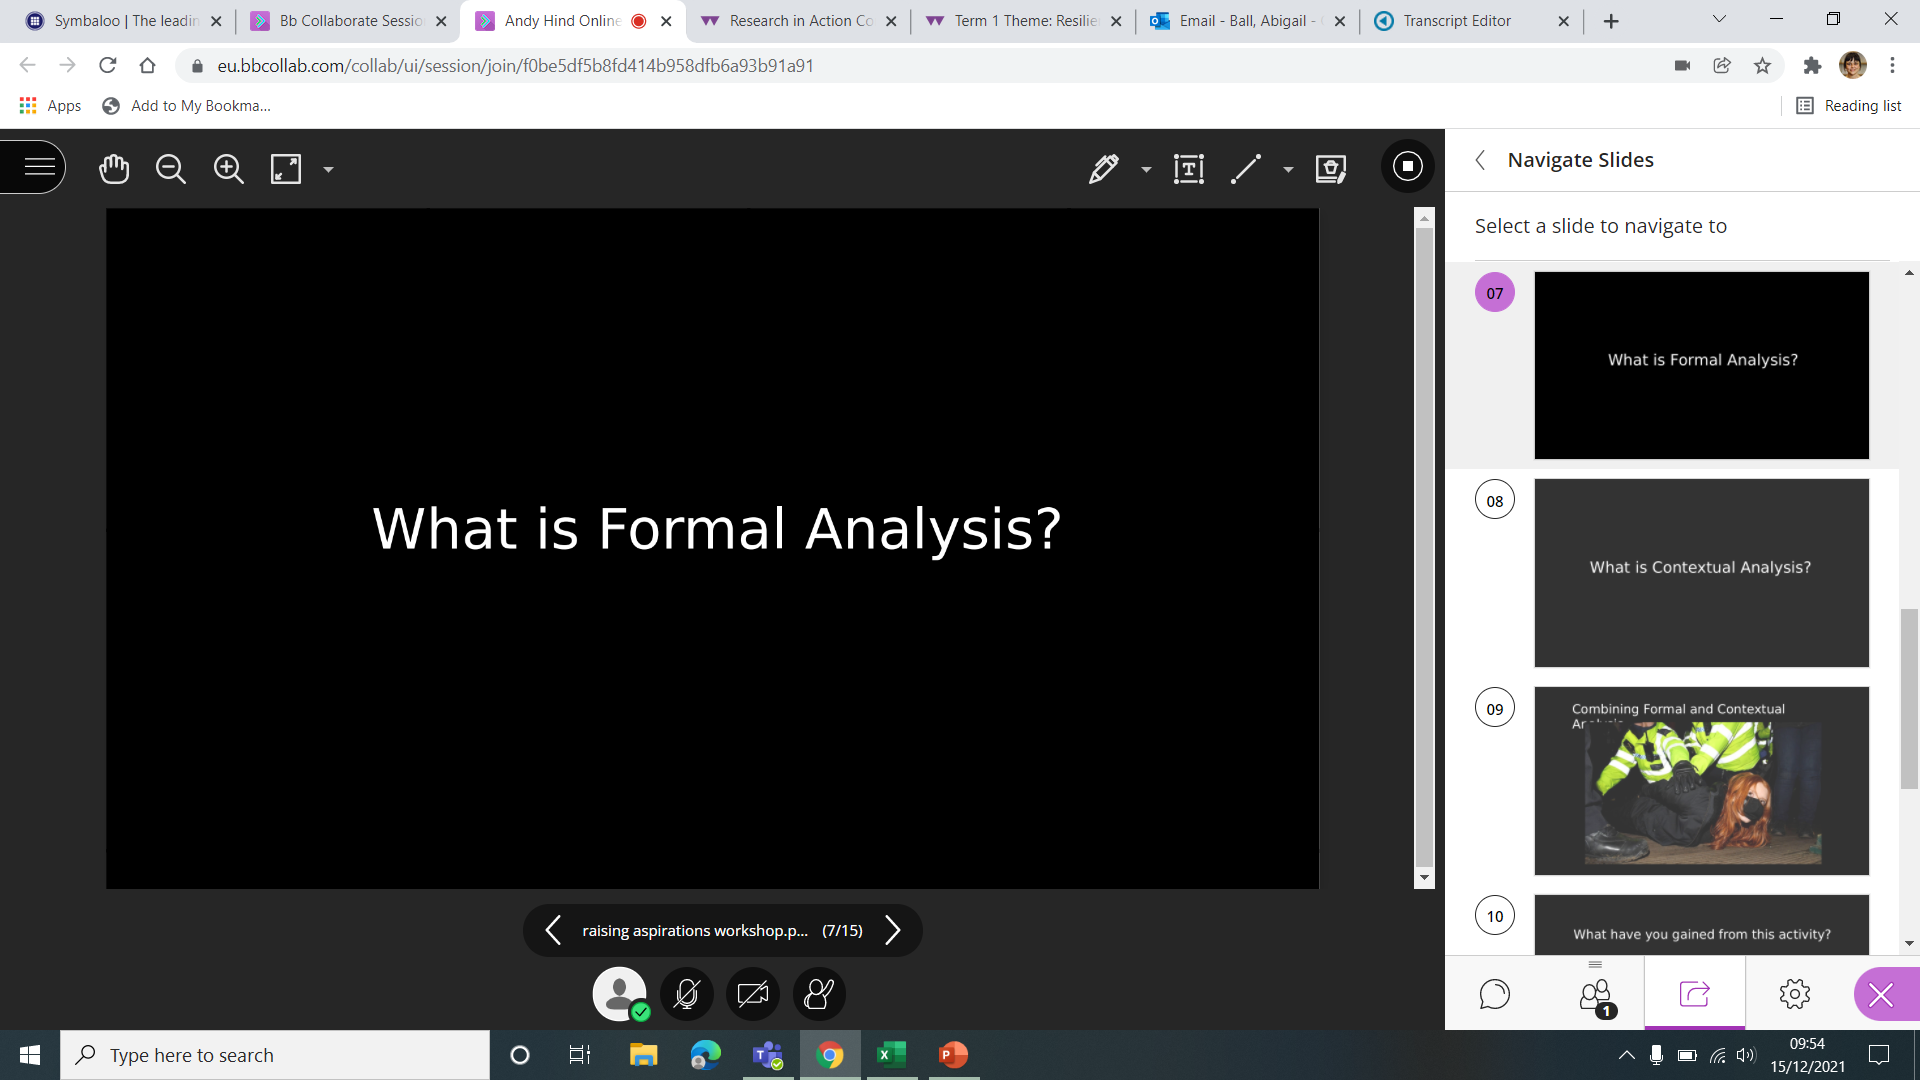 Symbaloo | The leadin
Bb Collaborate Sessio
Andy Hind Online
Research in Action Co
Term 1 Theme: Resilie
Email - Ball, Abigail -
Transcript Editor
eu.bbcollab.com/collab/ui/session/join/f0be5df5b8fd414b958dfb6a93b91a91
Apps
Add to My Bookma...
Reading list
What is Formal Analysis?
raising aspirations workshop.p... (7/15)
Navigate Slides
Select a slide to navigate to
07
What is Formal Analysis?
08
What is Contextual Analysis?
09
Combining Formal and Contextual
Analysis
10
What have you gained from this activity?
1
Type here to search
09:54
15/12/2021